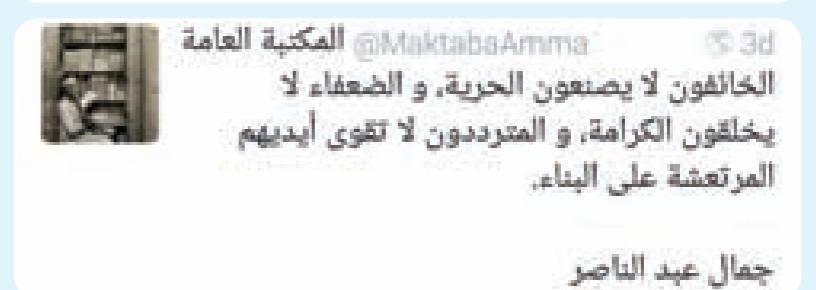 المكتبة العامة @MaktabaAmma 3d
الخائفون لا يصنعون الحرية، و الضعفاء لا
يخلقون الكرامة، و المترددون لا تقوى أيديهم
المرتعشة على البناء.
جمال عبد الناصر